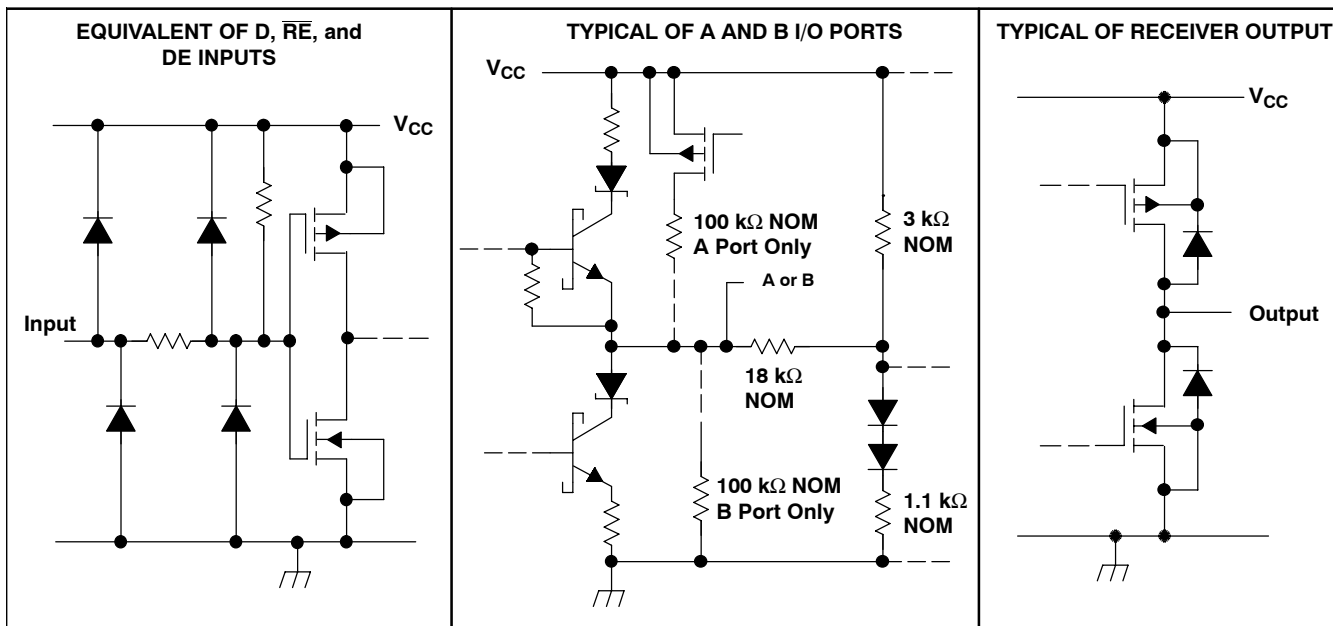 EQUIVALENT OF D, R̅E̅, and
DE INPUTS
VCC
Input
TYPICAL OF A AND B I/O PORTS
VCC
100 kΩ NOM
A Port Only
3 kΩ
NOM
A or B
18 kΩ
NOM
100 kΩ NOM
B Port Only
1.1 kΩ
NOM
TYPICAL OF RECEIVER OUTPUT
VCC
Output